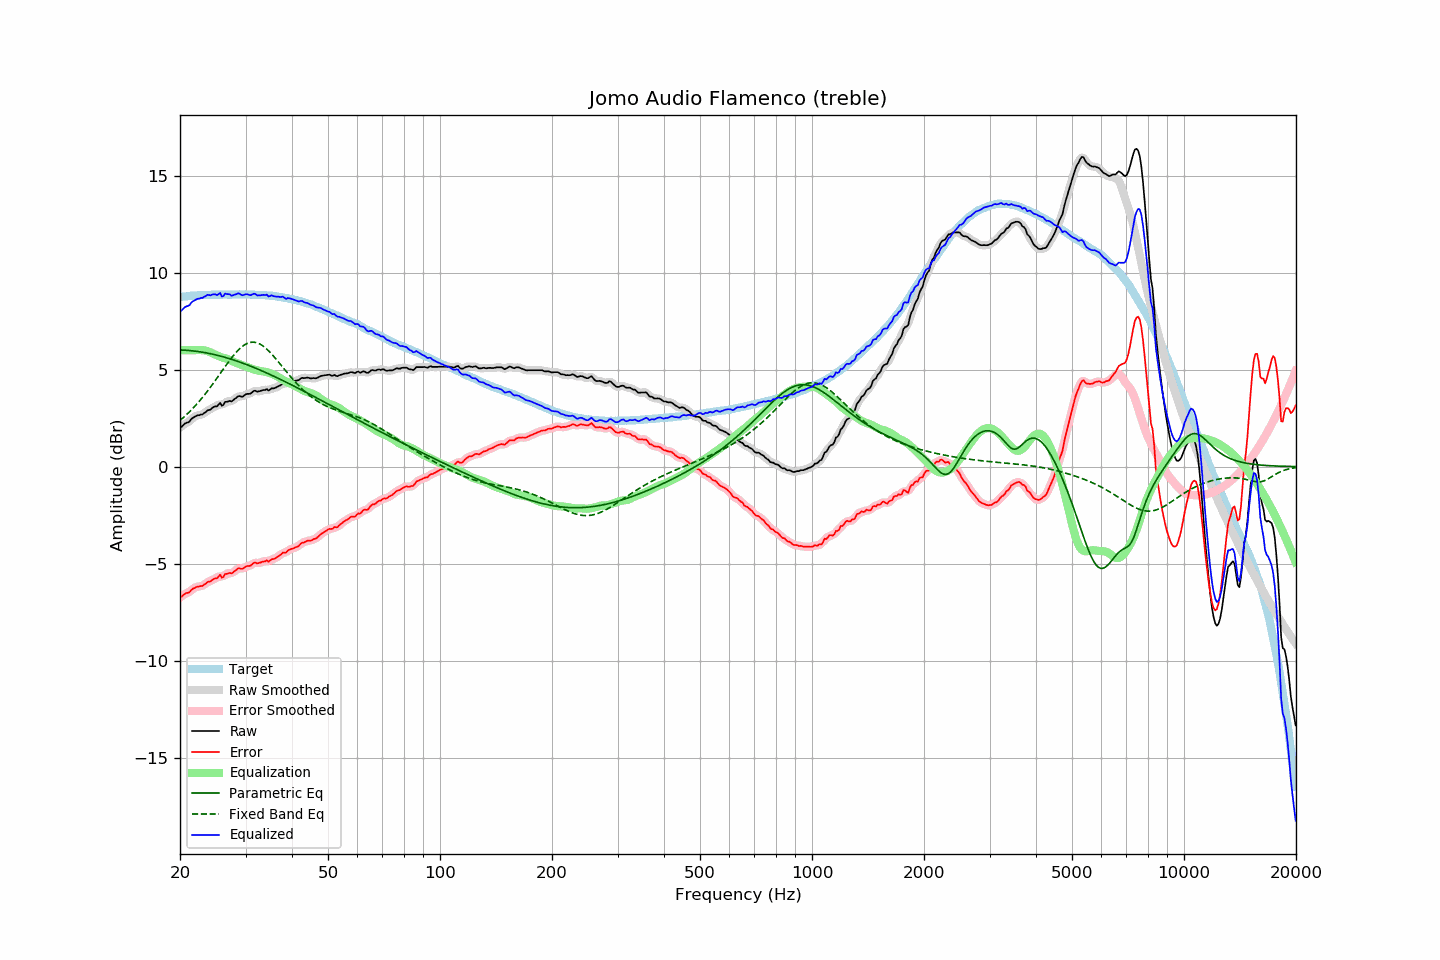 Jomo Audio Flamenco (treble)
Amplitude (dBr)
15
10
5
0
−5
−10
−15
Target
Raw Smoothed
Error Smoothed
Raw
Error
Equalization
Parametric Eq
Fixed Band Eq
Equalized
20 50 100 200 500 1000 2000 5000 10000 20000
Frequency (Hz)